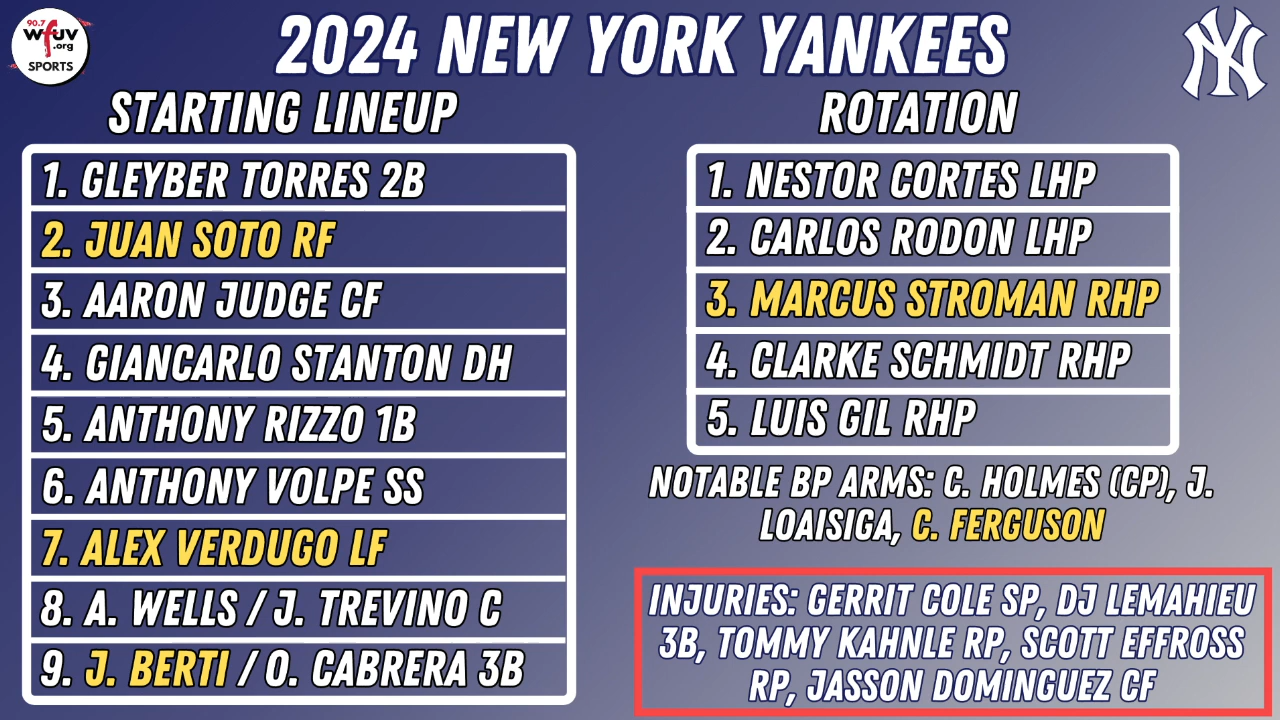 90.7
wfuv
.org
SPORTS
2024 NEW YORK YANKEES
NY
STARTING LINEUP
1. GLEYBER TORRES 2B
2. JUAN SOTO RF
3. AARON JUDGE CF
4. GIANCARLO STANTON DH
5. ANTHONY RIZZO 1B
6. ANTHONY VOLPE SS
7. ALEX VERDUGO LF
8. A. WELLS / J. TREVINO C
9. J. BERTI / O. CABRERA 3B
ROTATION
1. NESTOR CORTES LHP
2. CARLOS RODON LHP
3. MARCUS STROMAN RHP
4. CLARKE SCHMIDT RHP
5. LUIS GIL RHP
NOTABLE BP ARMS: C. HOLMES (CP), J.
LOAISIGA, C. FERGUSON
INJURIES: GERRIT COLE SP, DJ LEMAHIEU
3B, TOMMY KAHNLE RP, SCOTT EFFROSS
RP, JASSON DOMINGUEZ CF